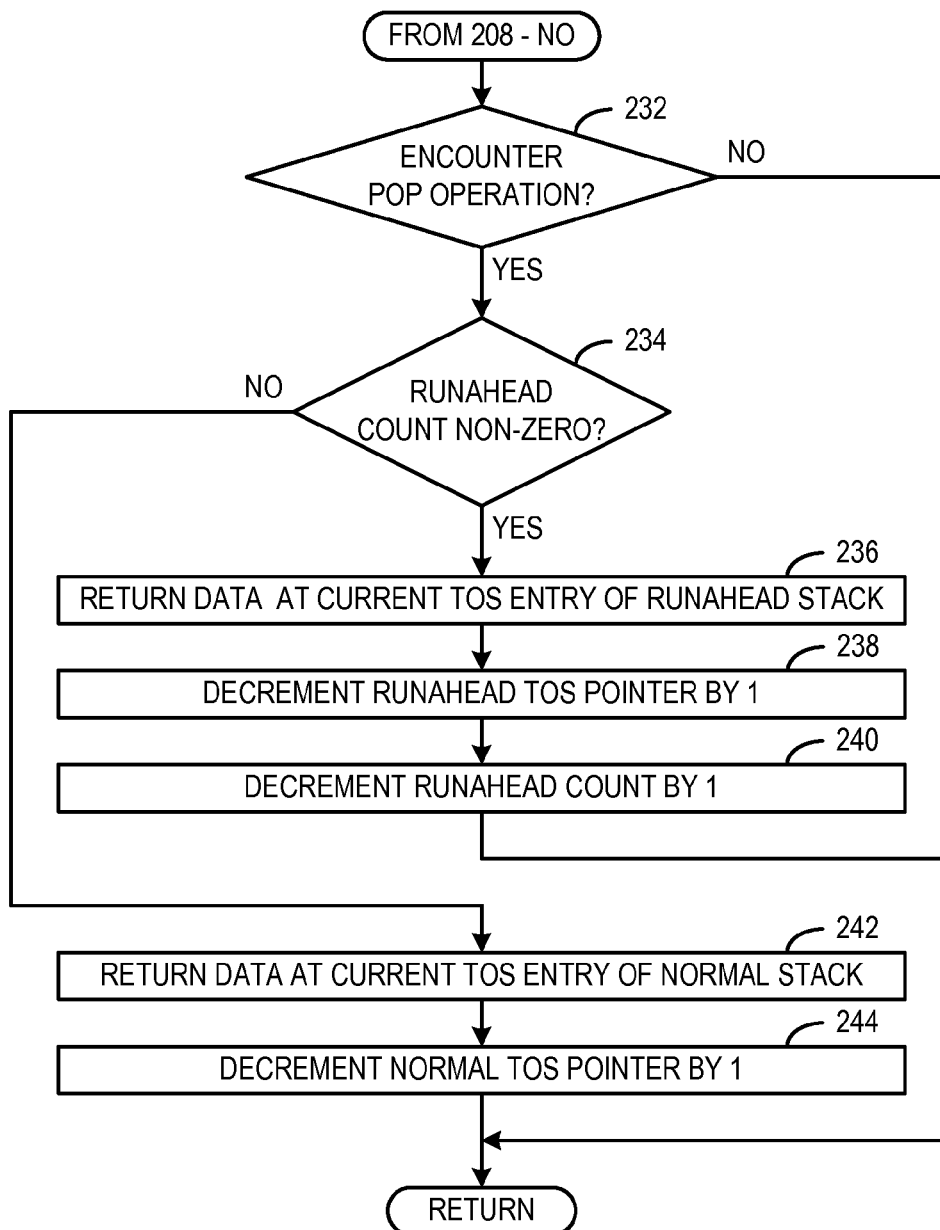 FROM 208 - NO
232
ENCOUNTER
POP OPERATION?
NO
YES
234
NO
RUNAHEAD
COUNT NON-ZERO?
YES
236
RETURN DATA AT CURRENT TOS ENTRY OF RUNAHEAD STACK
238
DECREMENT RUNAHEAD TOS POINTER BY 1
240
DECREMENT RUNAHEAD COUNT BY 1
242
RETURN DATA AT CURRENT TOS ENTRY OF NORMAL STACK
244
DECREMENT NORMAL TOS POINTER BY 1
RETURN